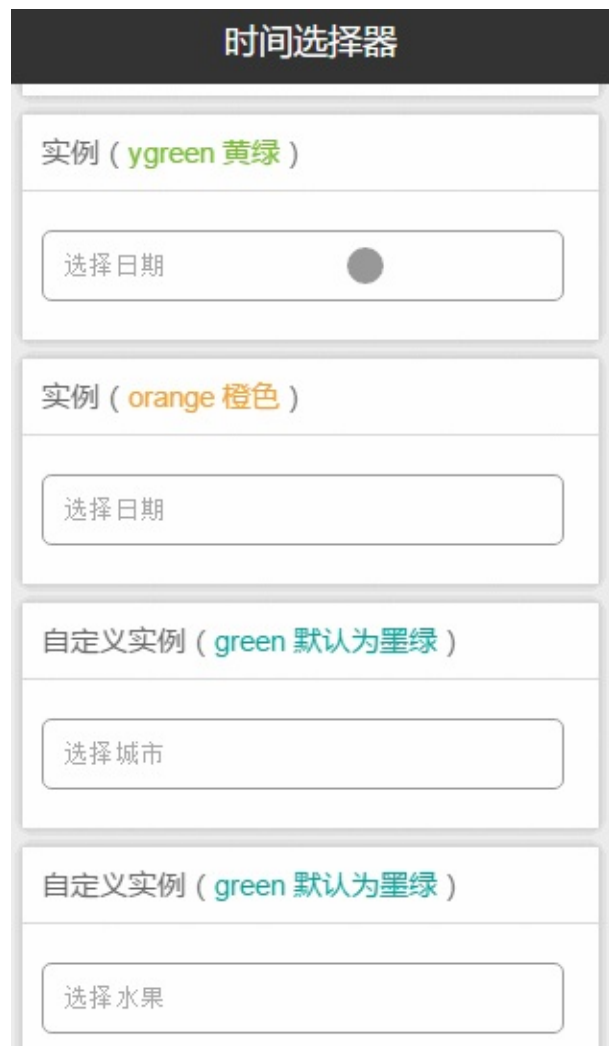 时间选择器
实例（ygreen 黄绿）
选择日期
实例（orange 橙色）
选择日期
自定义实例（green 默认为墨绿）
选择城市
自定义实例（green 默认为墨绿）
选择水果